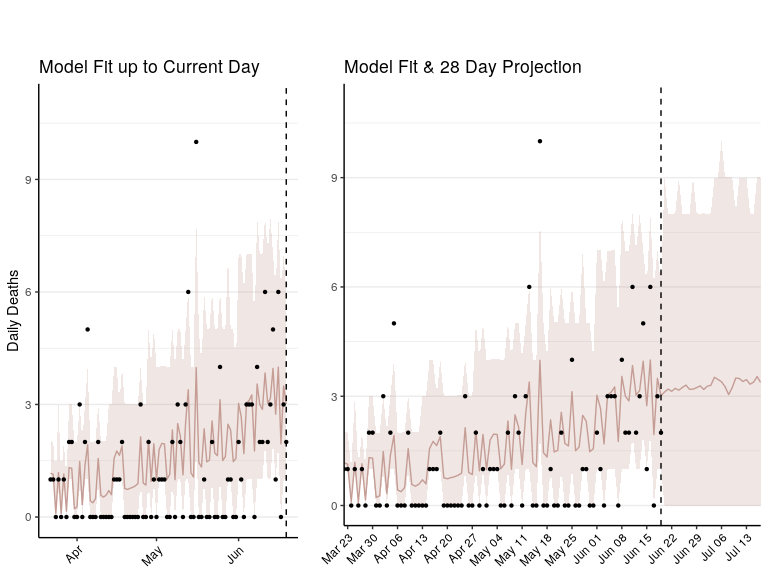 Model Fit up to Current Day
Model Fit & 28 Day Projection
Daily Deaths
9
6
3
0
Apr
May
Jun
9
6
3
0
Mar 23
Mar 30
Apr 06
Apr 13
Apr 20
Apr 27
May 04
May 11
May 18
May 25
Jun 01
Jun 08
Jun 15
Jun 22
Jun 29
Jul 06
Jul 13